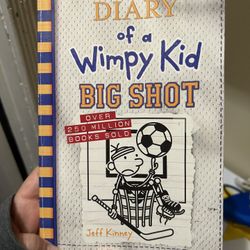 DIARY
of a
Wimpy Kid
BIG SHOT
OVER
250 MILLION
BOOKS SOLD
Jeff Kinney